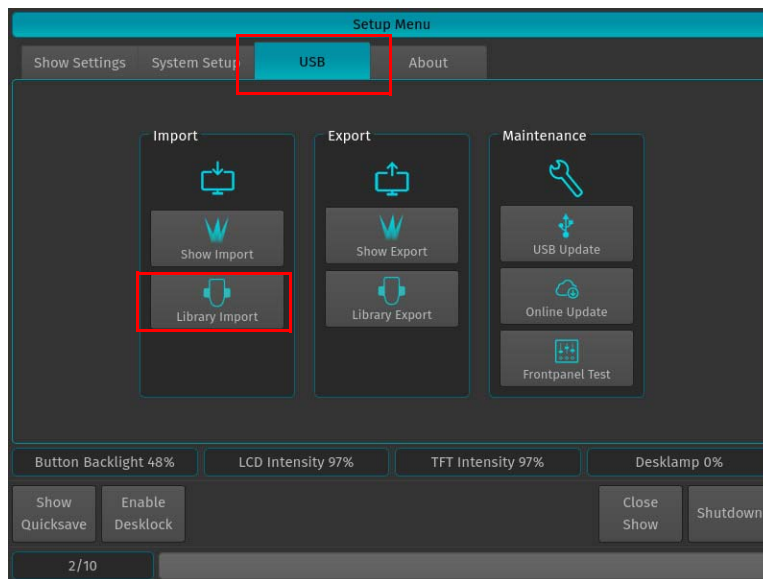 Setup Menu
Show Settings System Setup USB About
Import Export Maintenance
Show Import Show Export USB Update
Library Import Library Export Online Update
Frontpanel Test
Button Backlight 48% LCD Intensity 97% TFT Intensity 97% Desklamp 0%
Show Quicksave Enable Desklock Close Show Shutdown
2/10